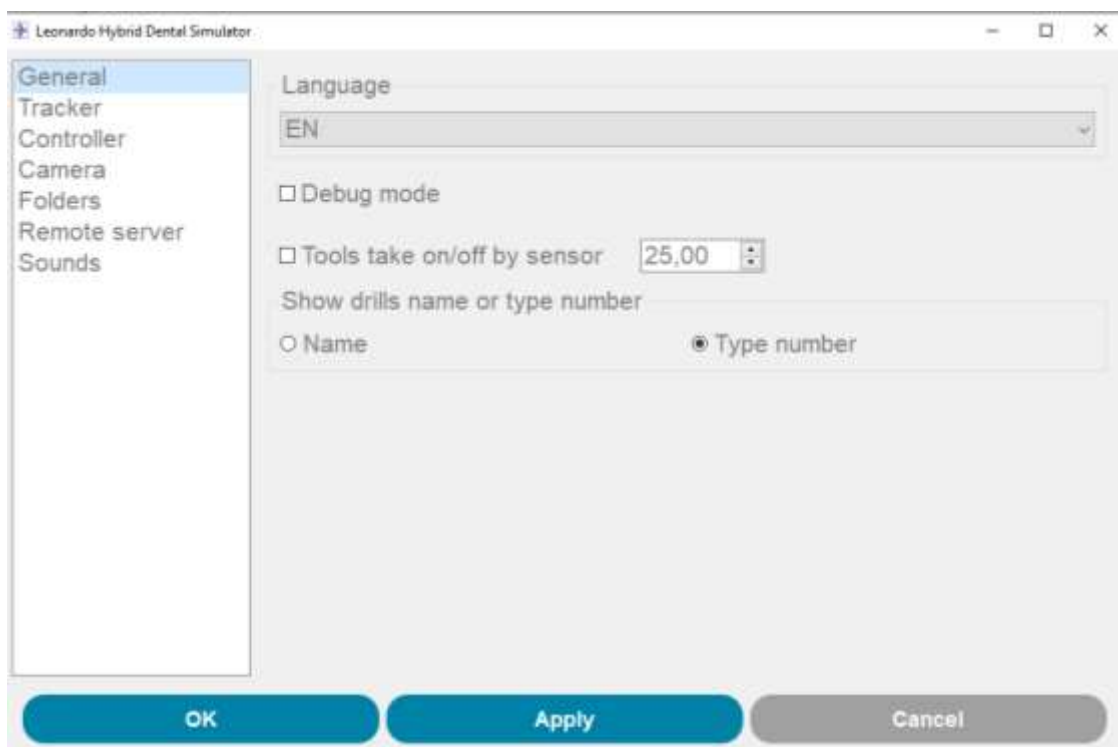 Leonardo Hybrid Dental Simulator
General
Tracker
Controller
Camera
Folders
Remote server
Sounds
Language
EN
Debug mode
Tools take on/off by sensor 25,00
Show drills name or type number
Name Type number
OK Apply Cancel